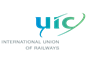 uic
INTERNATIONAL UNION
OF RAILWAYS